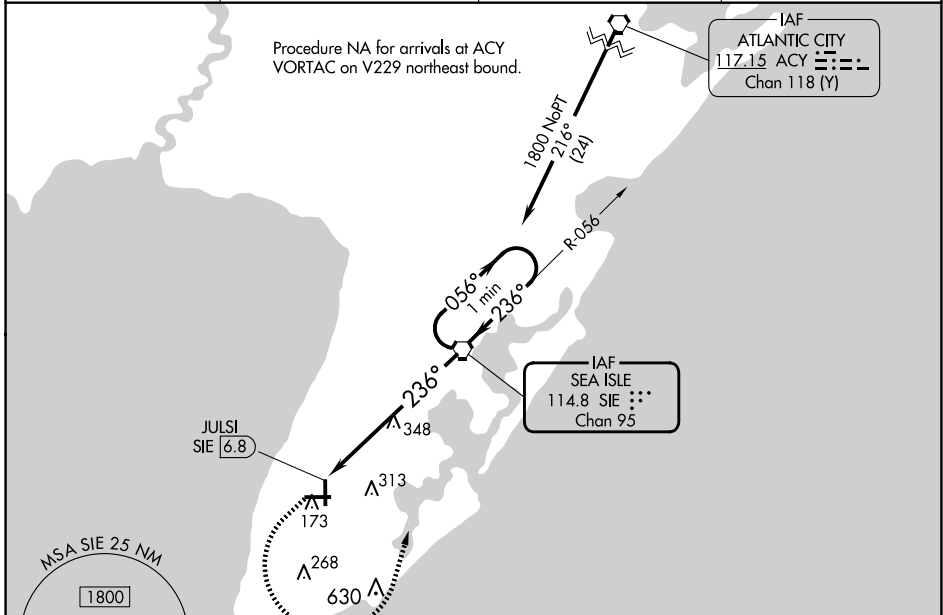 Procedure NA for arrivals at ACY
VORTAC on V229 northeast bound.
IAF
ATLANTIC CITY
117.15 ACY
Chan 118 (Y)
1800 NoPT
216°
(24)
R-056
056°
1 min
236°
IAF
SEA ISLE
114.8 SIE
Chan 95
236°
348
JULSI
SIE 6.8
313
173
268
630
MSA SIE 25 NM
1800